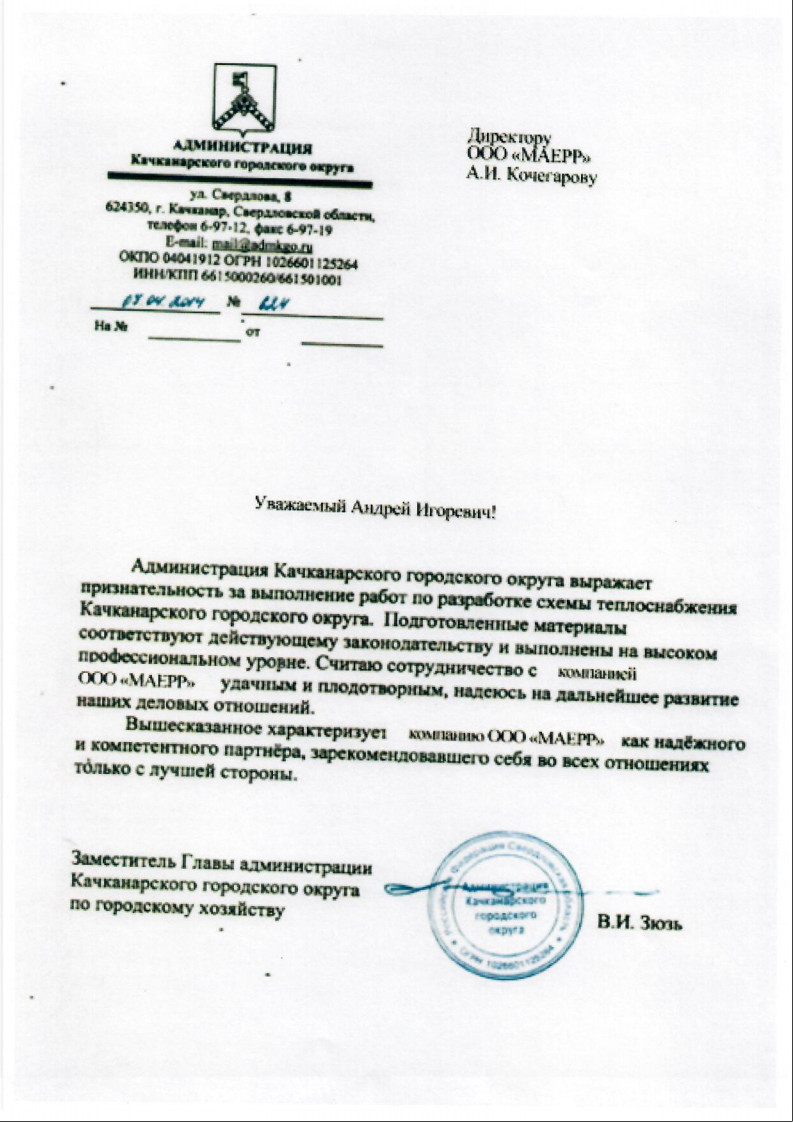 АДМИНИСТРАЦИЯ
Качканарского городского округа
ул. Свердлова, 8
624350, г. Качканар, Свердловской области,
телефон 6-97-12, факс 6-97-19
E-mail: mail@admkgo.ru
ОКПО 04041912 ОГРН 1026601125264
ИНН/КПП 6615000260/661501001
04 2014 № 224
На № от
Директору
ООО «МАЕРР»
А.И. Кочегарову
Уважаемый Андрей Игоревич!
Администрация Качканарского городского округа выражает
признательность за выполнение работ по разработке схемы теплоснабжения
Качканарского городского округа. Подготовленные материалы
соответствуют действующему законодательству и выполнены на высоком
профессиональном уровне. Считаю сотрудничество с компанией
ООО «МАЕРР» удачным и плодотворным, надеюсь на дальнейшее развитие
наших деловых отношений.
Вышесказанное характеризует компанию ООО «МАЕРР» как надёжного
и компетентного партнёра, зарекомендовавшего себя во всех отношениях
только с лучшей стороны.
Заместитель Главы администрации
Качканарского городского округа
по городскому хозяйству
В.И. Зюзь
Российская Федерация Свердловская область
Администрация
Качканарского
городского
округа
ОГРН 1026601125264